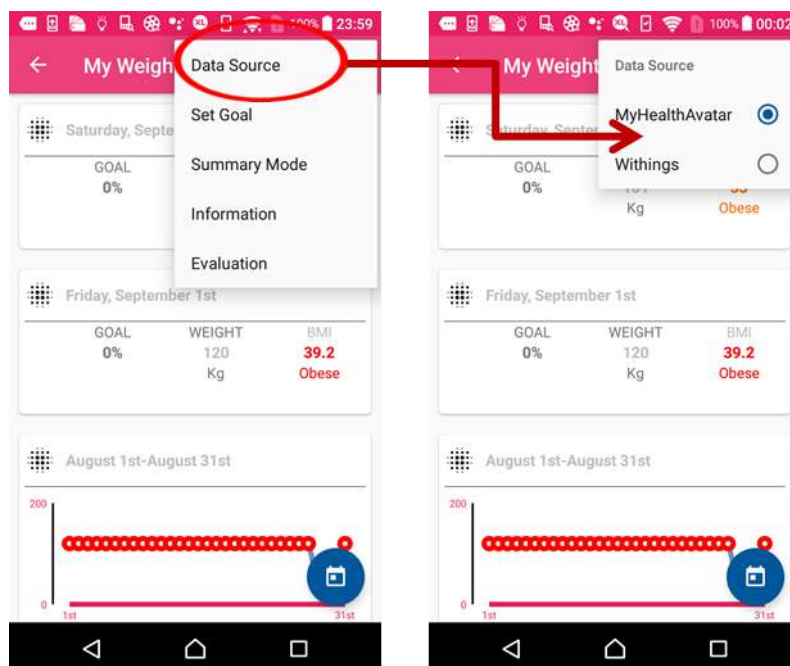 100% 23:59
My Weigh
Data Source
Set Goal
Summary Mode
Information
Evaluation
Saturday, Septe
GOAL
0%
Friday, September 1st
GOAL WEIGHT BMI
0% 120 39.2
Kg Obese
August 1st-August 31st
200
0
1st 31st
100% 00:02
My Weight
Data Source
MyHealthAvatar
Withings
Saturday, Septe
GOAL
0%
Kg Obese
Friday, September 1st
GOAL WEIGHT BMI
0% 120 39.2
Kg Obese
August 1st-August 31st
200
0
1st 31st